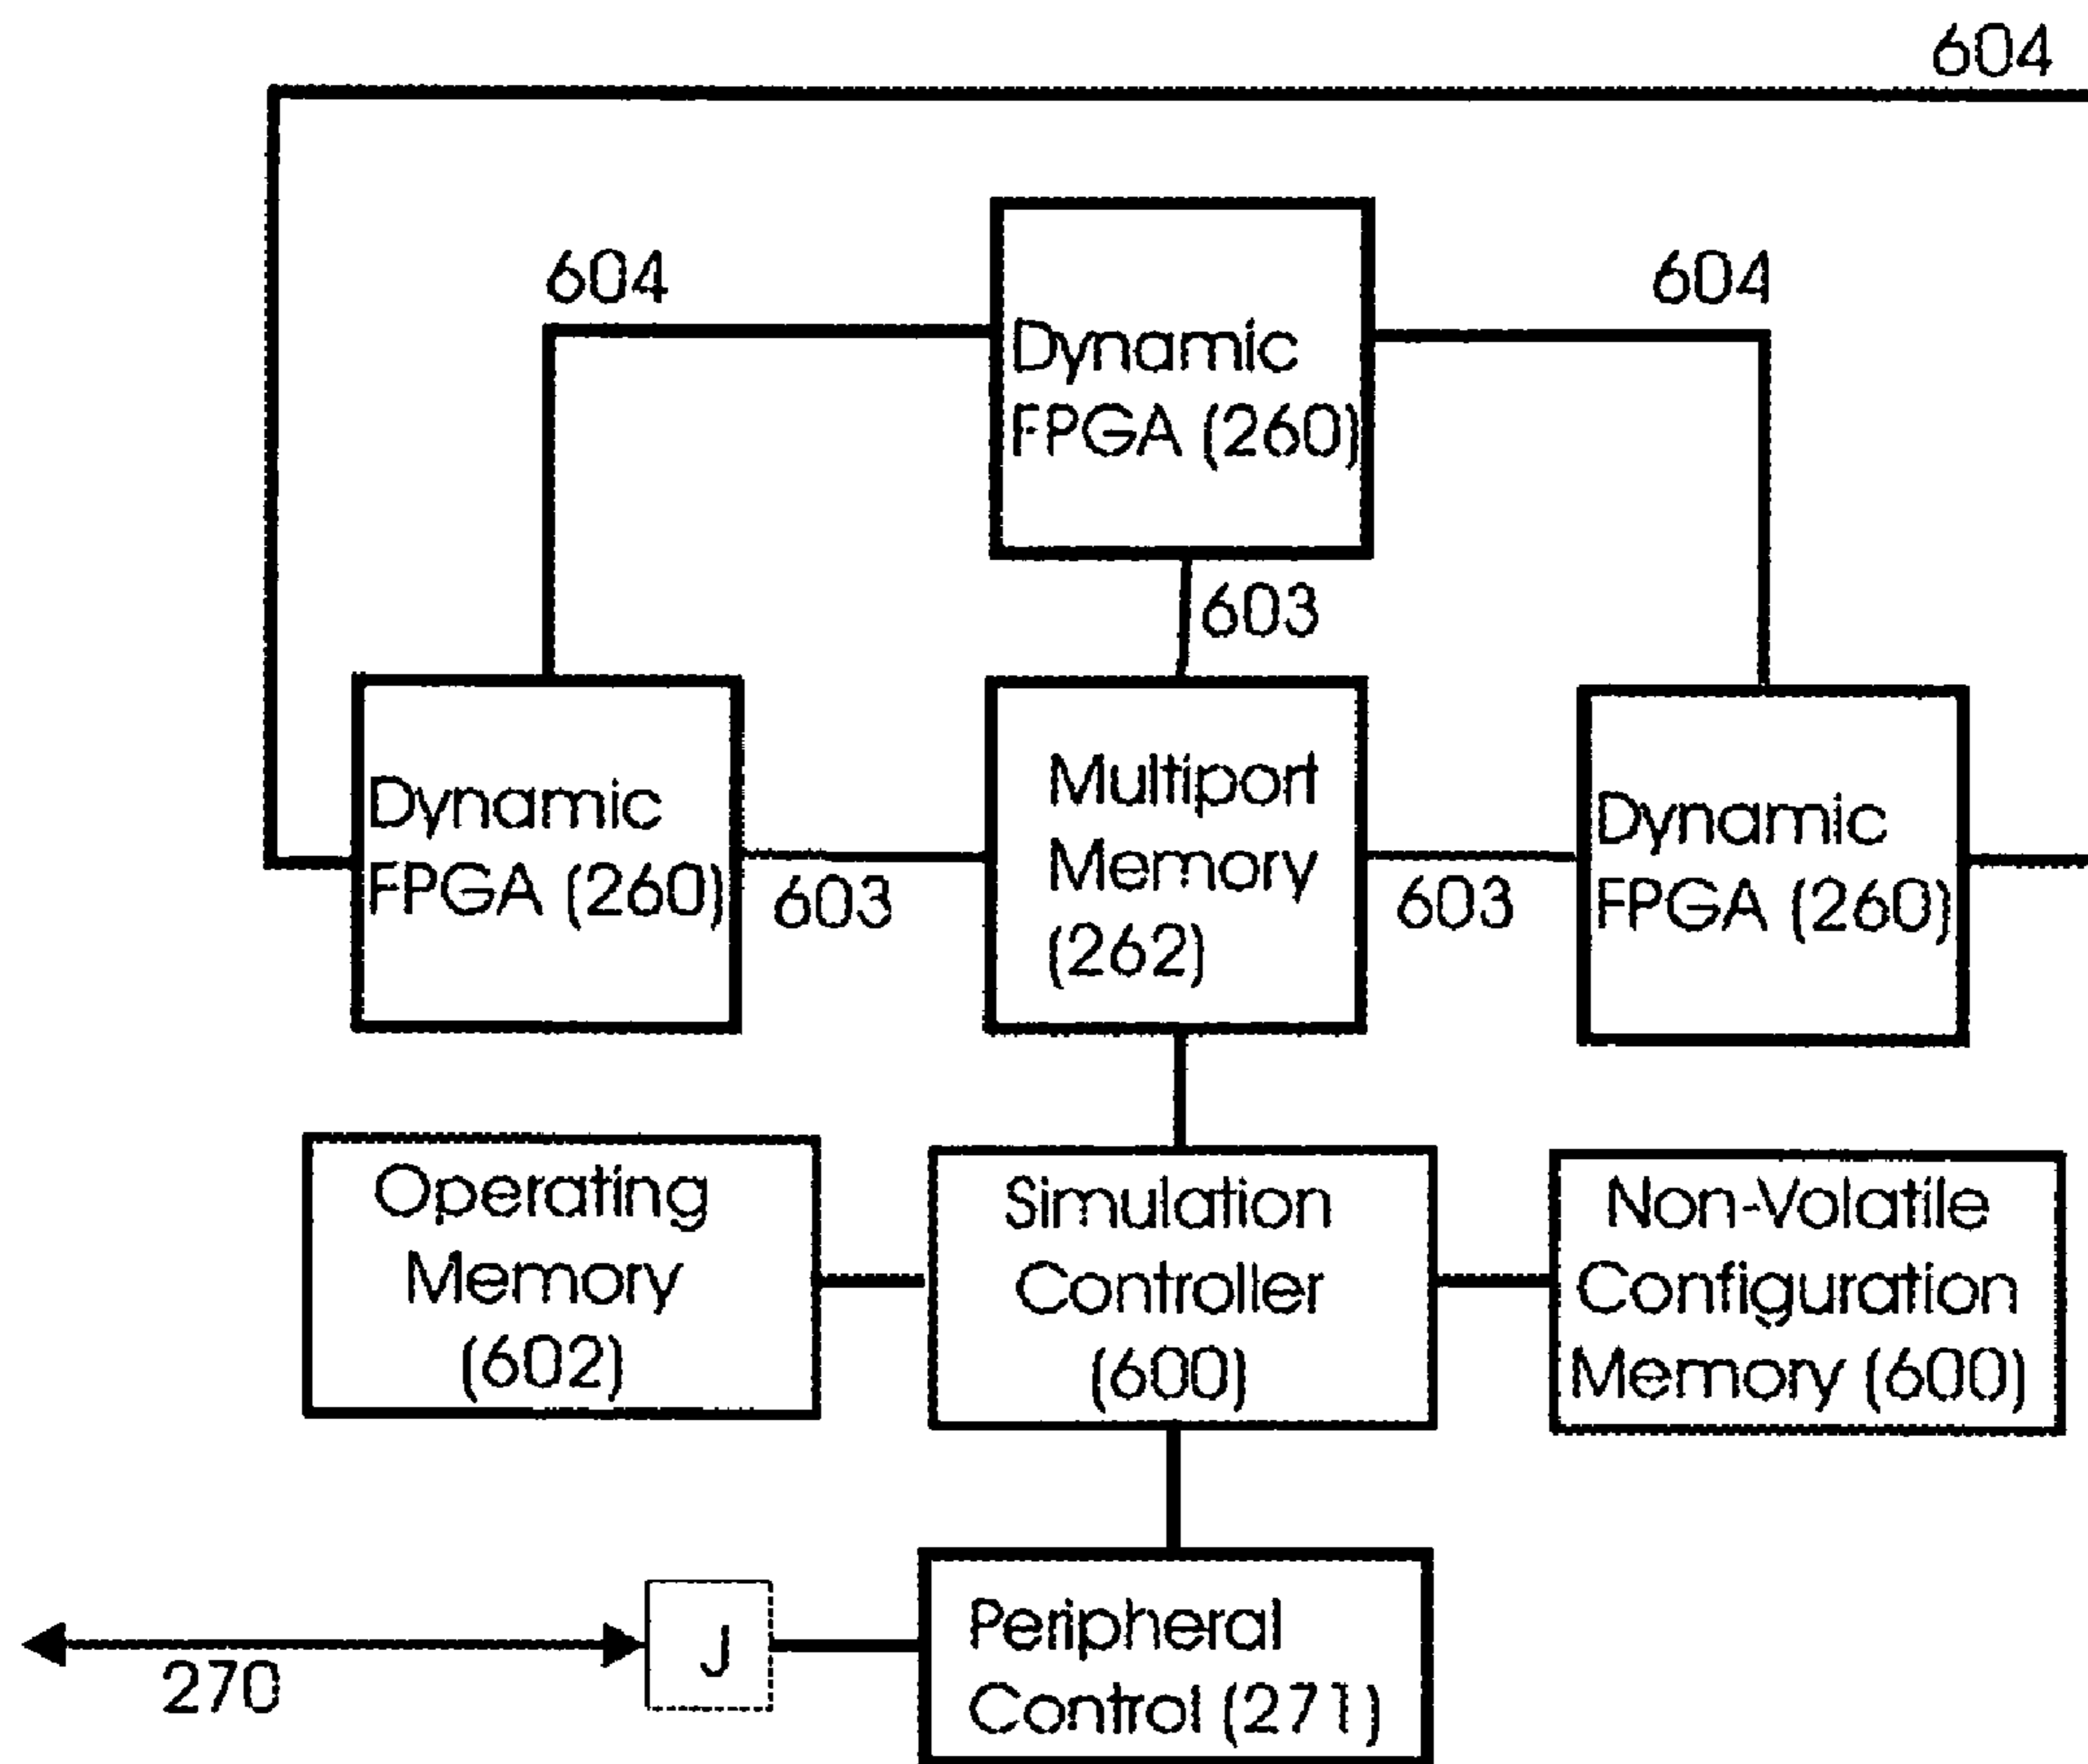 604
604
604
Dynamic
FPGA (260)
603
Dynamic
FPGA (260)
603
Multiport
Memory
(262)
603
Dynamic
FPGA (260)
Operating
Memory
(602)
Simulation
Controller
(600)
Non-Volatile
Configuration
Memory (600)
J
270
Peripheral
Control (271)